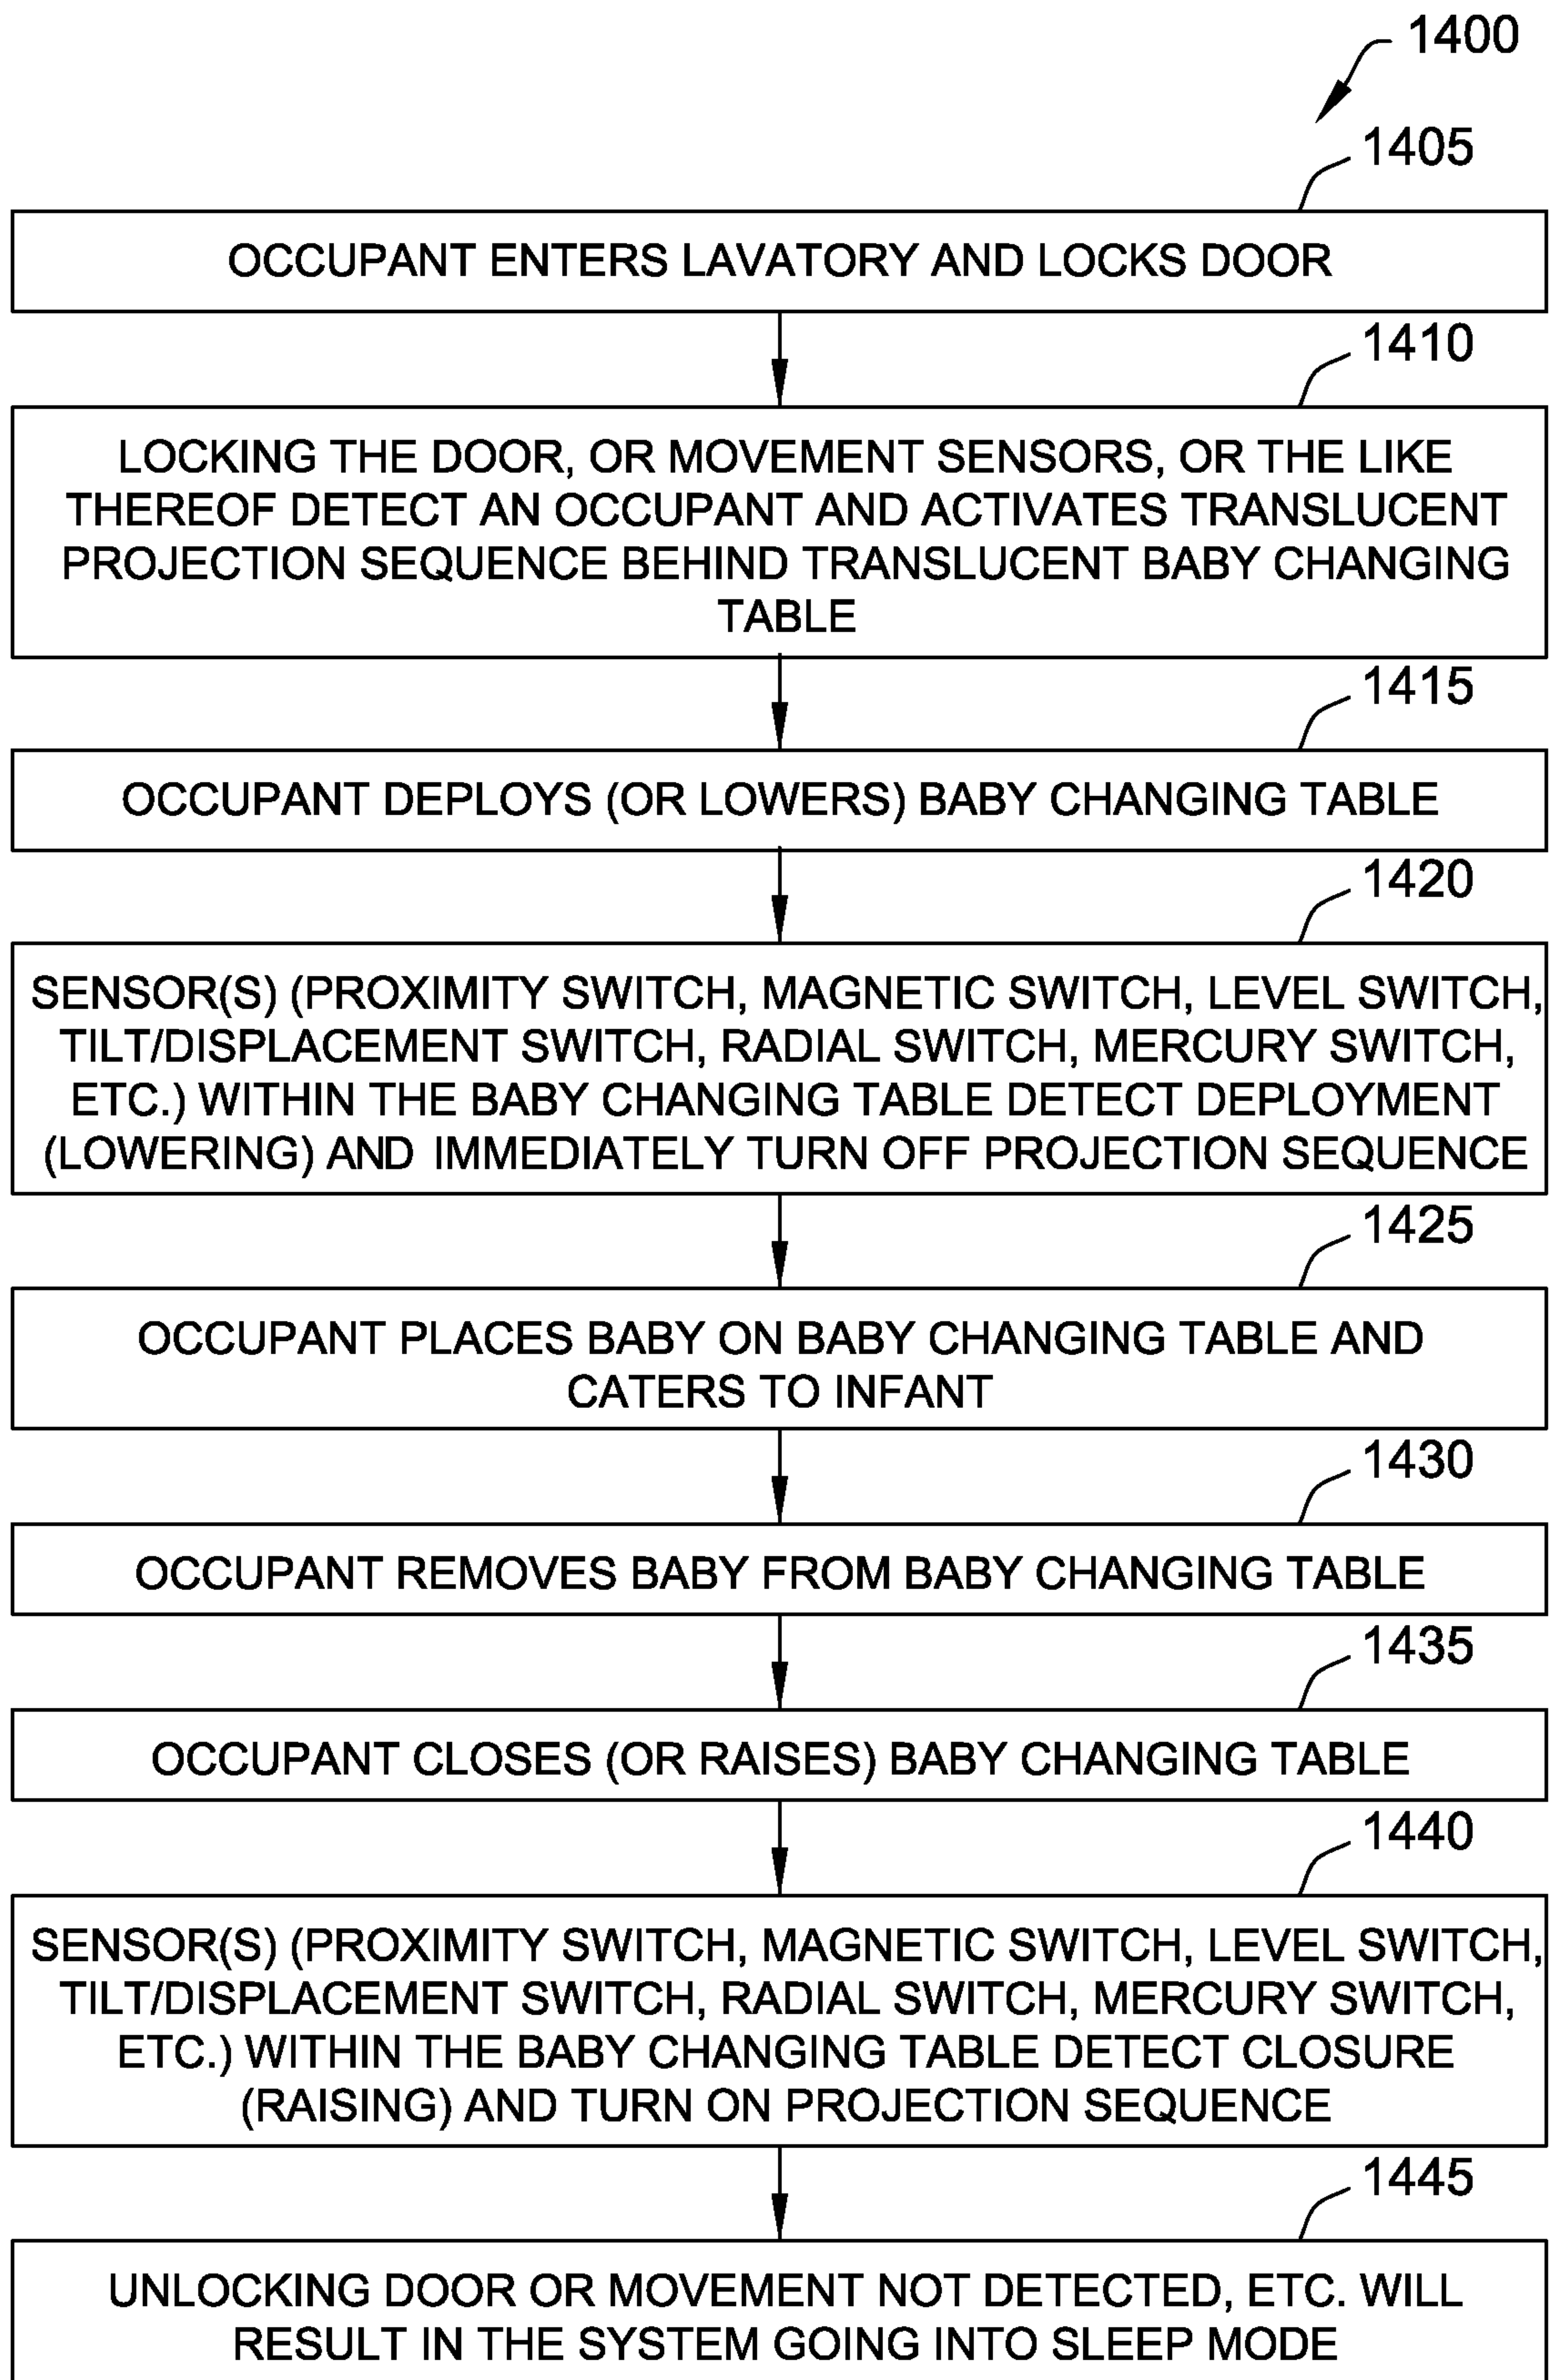 1400
1405
OCCUPANT ENTERS LAVATORY AND LOCKS DOOR
1410
LOCKING THE DOOR, OR MOVEMENT SENSORS, OR THE LIKE
THEREOF DETECT AN OCCUPANT AND ACTIVATES TRANSLUCENT
PROJECTION SEQUENCE BEHIND TRANSLUCENT BABY CHANGING
TABLE
1415
OCCUPANT DEPLOYS (OR LOWERS) BABY CHANGING TABLE
1420
SENSOR(S) (PROXIMITY SWITCH, MAGNETIC SWITCH, LEVEL SWITCH,
TILT/DISPLACEMENT SWITCH, RADIAL SWITCH, MERCURY SWITCH,
ETC.) WITHIN THE BABY CHANGING TABLE DETECT DEPLOYMENT
(LOWERING) AND IMMEDIATELY TURN OFF PROJECTION SEQUENCE
1425
OCCUPANT PLACES BABY ON BABY CHANGING TABLE AND
CATERS TO INFANT
1430
OCCUPANT REMOVES BABY FROM BABY CHANGING TABLE
1435
OCCUPANT CLOSES (OR RAISES) BABY CHANGING TABLE
1440
SENSOR(S) (PROXIMITY SWITCH, MAGNETIC SWITCH, LEVEL SWITCH,
TILT/DISPLACEMENT SWITCH, RADIAL SWITCH, MERCURY SWITCH,
ETC.) WITHIN THE BABY CHANGING TABLE DETECT CLOSURE
(RAISING) AND TURN ON PROJECTION SEQUENCE
1445
UNLOCKING DOOR OR MOVEMENT NOT DETECTED, ETC. WILL
RESULT IN THE SYSTEM GOING INTO SLEEP MODE